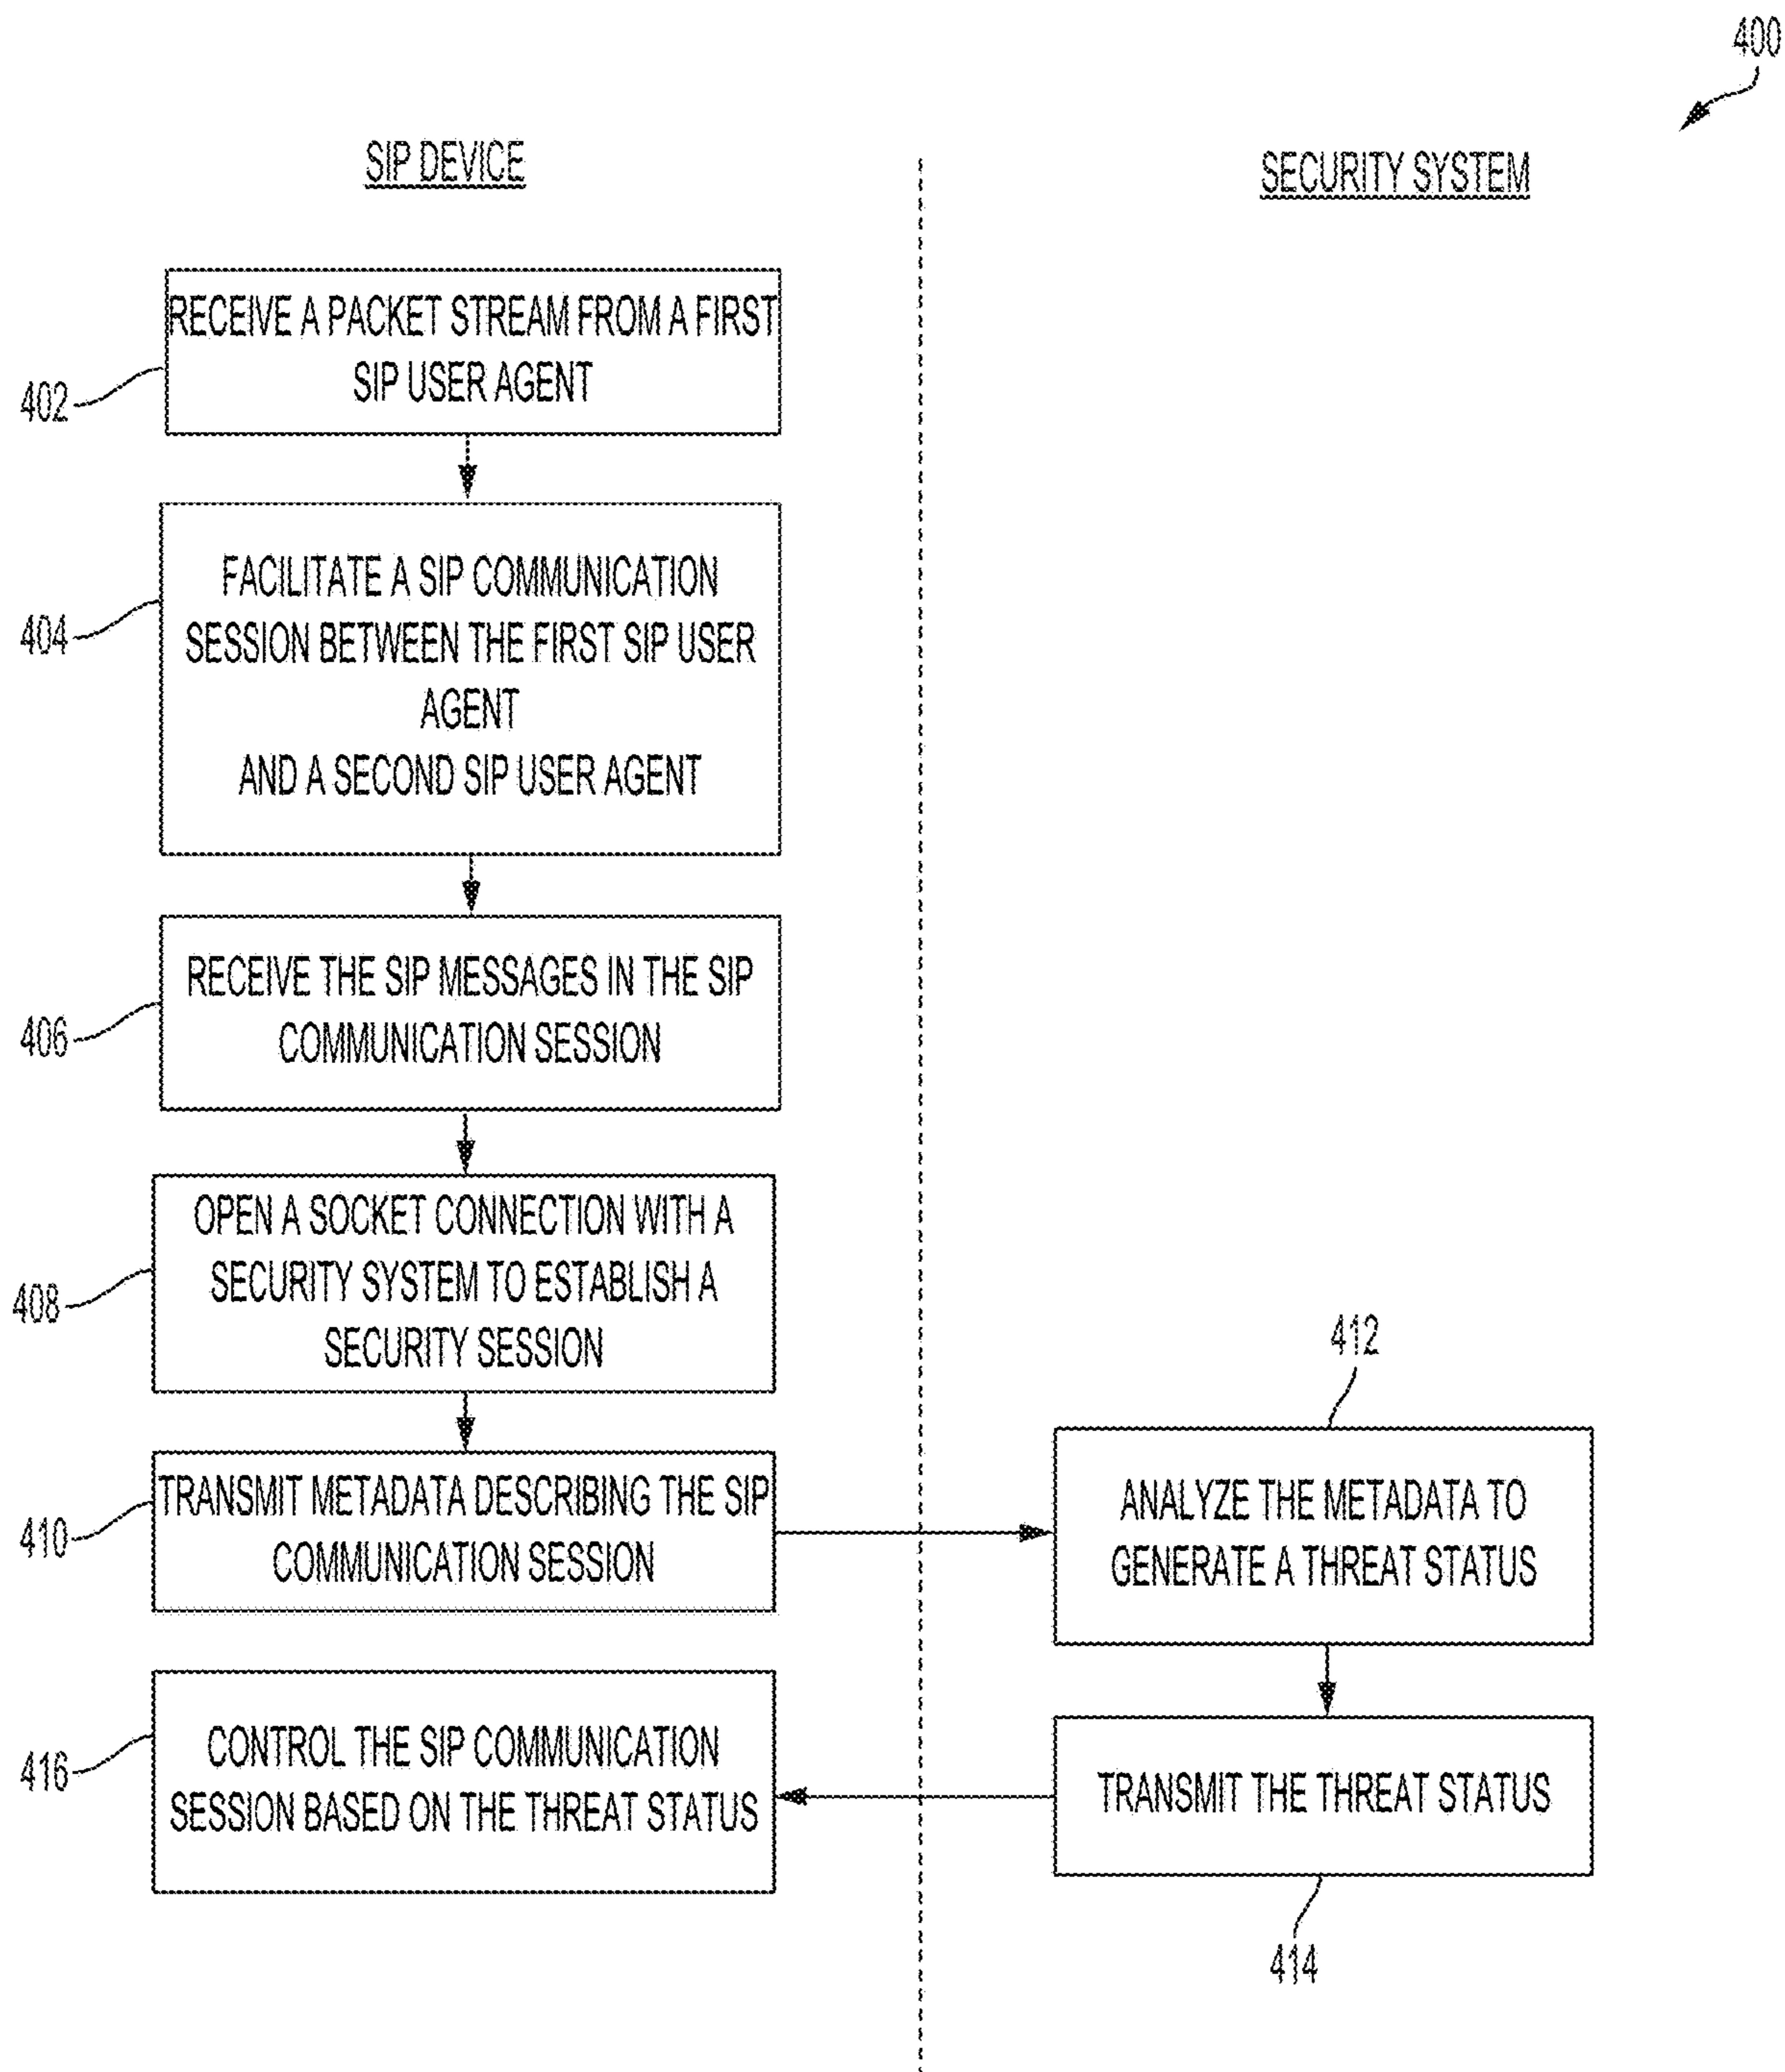 400
SIP DEVICE
SECURITY SYSTEM
RECEIVE A PACKET STREAM FROM A FIRST
SIP USER AGENT
402
FACILITATE A SIP COMMUNICATION
SESSION BETWEEN THE FIRST SIP USER
AGENT
AND A SECOND SIP USER AGENT
404
RECEIVE THE SIP MESSAGES IN THE SIP
COMMUNICATION SESSION
406
OPEN A SOCKET CONNECTION WITH A
SECURITY SYSTEM TO ESTABLISH A
SECURITY SESSION
408
TRANSMIT METADATA DESCRIBING THE SIP
COMMUNICATION SESSION
410
412
ANALYZE THE METADATA TO
GENERATE A THREAT STATUS
TRANSMIT THE THREAT STATUS
414
CONTROL THE SIP COMMUNICATION
SESSION BASED ON THE THREAT STATUS
416